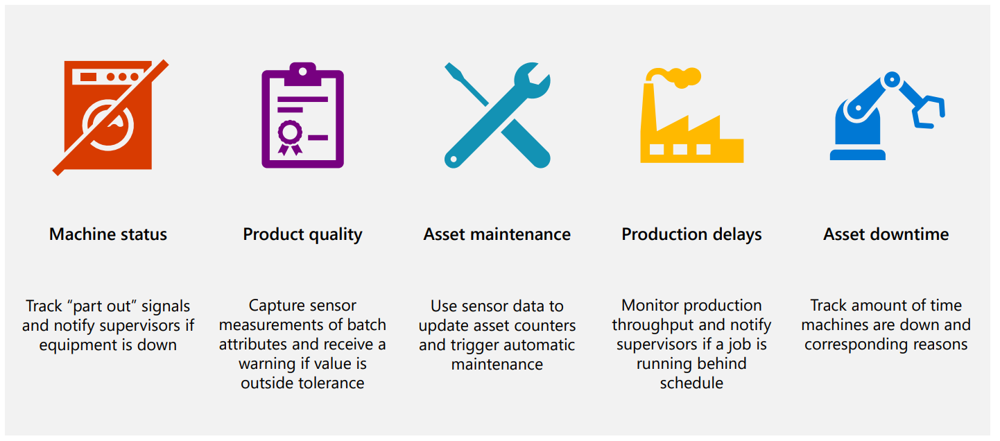 Machine status
Product quality
Asset maintenance
Production delays
Asset downtime
Track “part out” signals
and notify supervisors if
equipment is down
Capture sensor
measurements of batch
attributes and receive a
warning if value is
outside tolerance
Use sensor data to
update asset counters
and trigger automatic
maintenance
Monitor production
throughput and notify
supervisors if a job is
running behind
schedule
Track amount of time
machines are down and
corresponding reasons